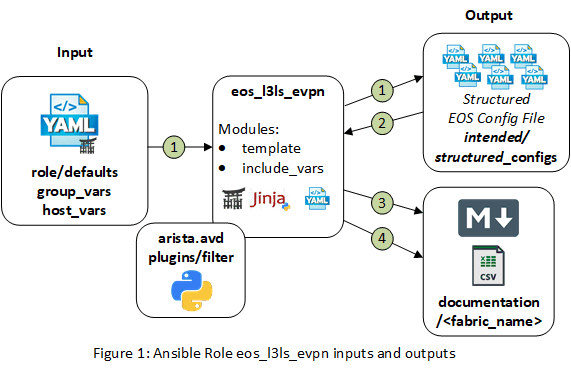 Input
Output
YAML
role/defaults
group_vars
host_vars
1
eos_l3ls_evpn
Modules:
• template
• include_vars
Jinja
YAML
arista.avd
plugins/filter
1
2
3
4
YAML YAML YAML
YAML YAML YAML
Structured
EOS Config File
intended/
structured_configs
M
CSV
documentation
/<fabric_name>
Figure 1: Ansible Role eos_l3ls_evpn inputs and outputs